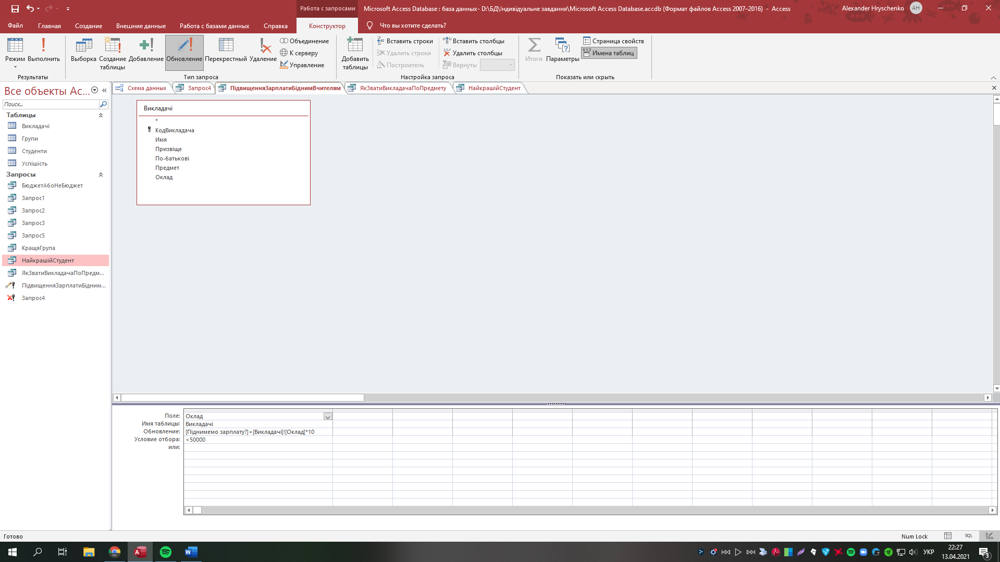 Работа с запросами
Microsoft Access Database : база данных- D:\БД\Індивідуальне завдання\Microsoft Access Database.accdb (Формат файлов Access 2007–2016) - Access
Alexander Hryschenko
AH
Файл
Главная
Создание
Внешние данные
Работа с базами данных
Справка
Конструктор
Что вы хотите сделать?
Режим
Выполнить
Результаты
Выборка
Создание таблицы
Добавление
Обновление
Перекрестный
Удаление
Объединение
К серверу
Управление
Тип запроса
Добавить таблицы
Вставить строки
Удалить строки
Построитель
Вставить столбцы
Удалить столбцы
Вернуть:
Настройка запроса
Итоги
Параметры
Страница свойств
Имена таблиц
Показать или скрыть
Все объекты Ac...
Поиск...
Таблицы
Викладачі
Групи
Студенти
Успішість
Запросы
БюджетАбоНеБюджет
Запрос1
Запрос2
Запрос3
Запрос5
КращяГрупа
НайкрашійСтудент
ЯкЗватиВикладачаПоПредм...
ПідвищенняЗарплатиБідним...
Запрос4
Схема данных
Запрос4
ПідвищенняЗарплатиБіднимВчителям
ЯкЗватиВикладачаПоПредмету
НайкрашійСтудент
Викладачі
*
КодВикладача
Имя
Призвіще
По-батькові
Предмет
Оклад
Поле: Оклад
Имя таблицы: Викладачі
Обновление: [Піднимемо зарплату?]+[Викладачі]![Оклад]*10
Условие отбора: <50000
или:
Готово
Num Lock
SQL
УКР
22:27
13.04.2021
3